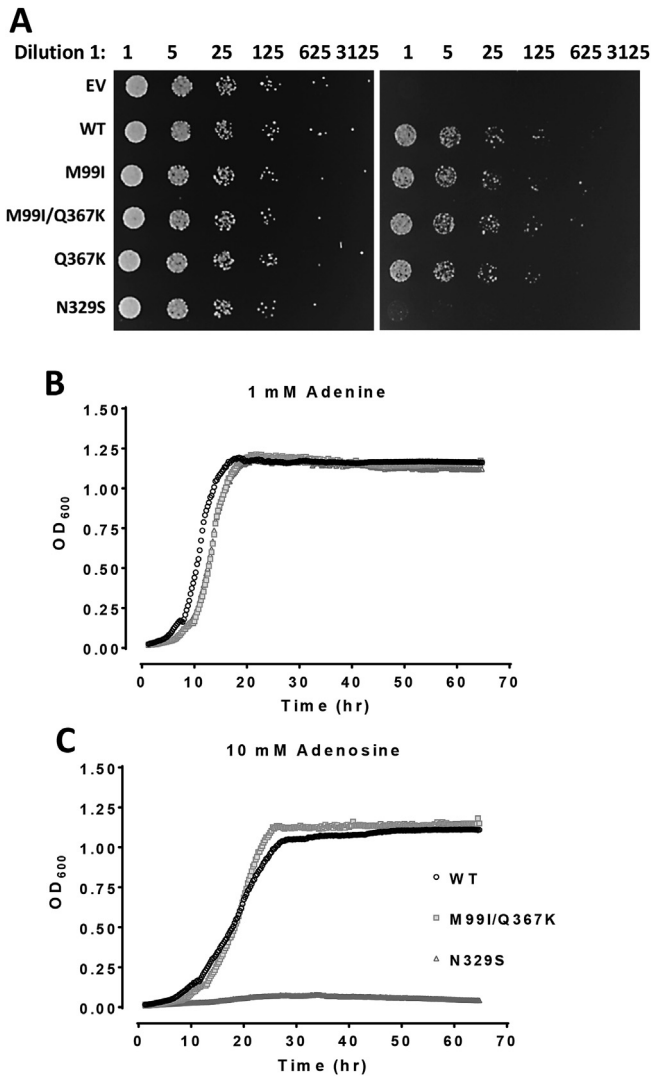 A
Dilution 1: 1 5 25 125 625 3125 1 5 25 125 625 3125
EV
WT
M99I
M99I/Q367K
Q367K
N329S
B
1 mM Adenine
1.50
1.25
1.00
0.75
0.50
0.25
0.00
OD600
0 10 20 30 40 50 60 70
Time (hr)
C
10 mM Adenosine
1.50
1.25
1.00
0.75
0.50
0.25
0.00
OD600
WT
M99I/Q367K
N329S
0 10 20 30 40 50 60 70
Time (hr)